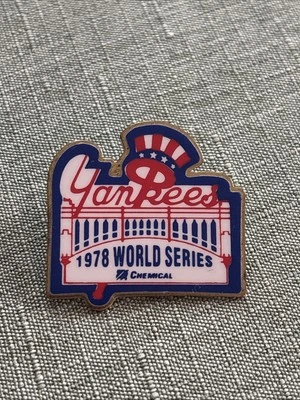 Yankees
1978 WORLD SERIES
CHEMICAL